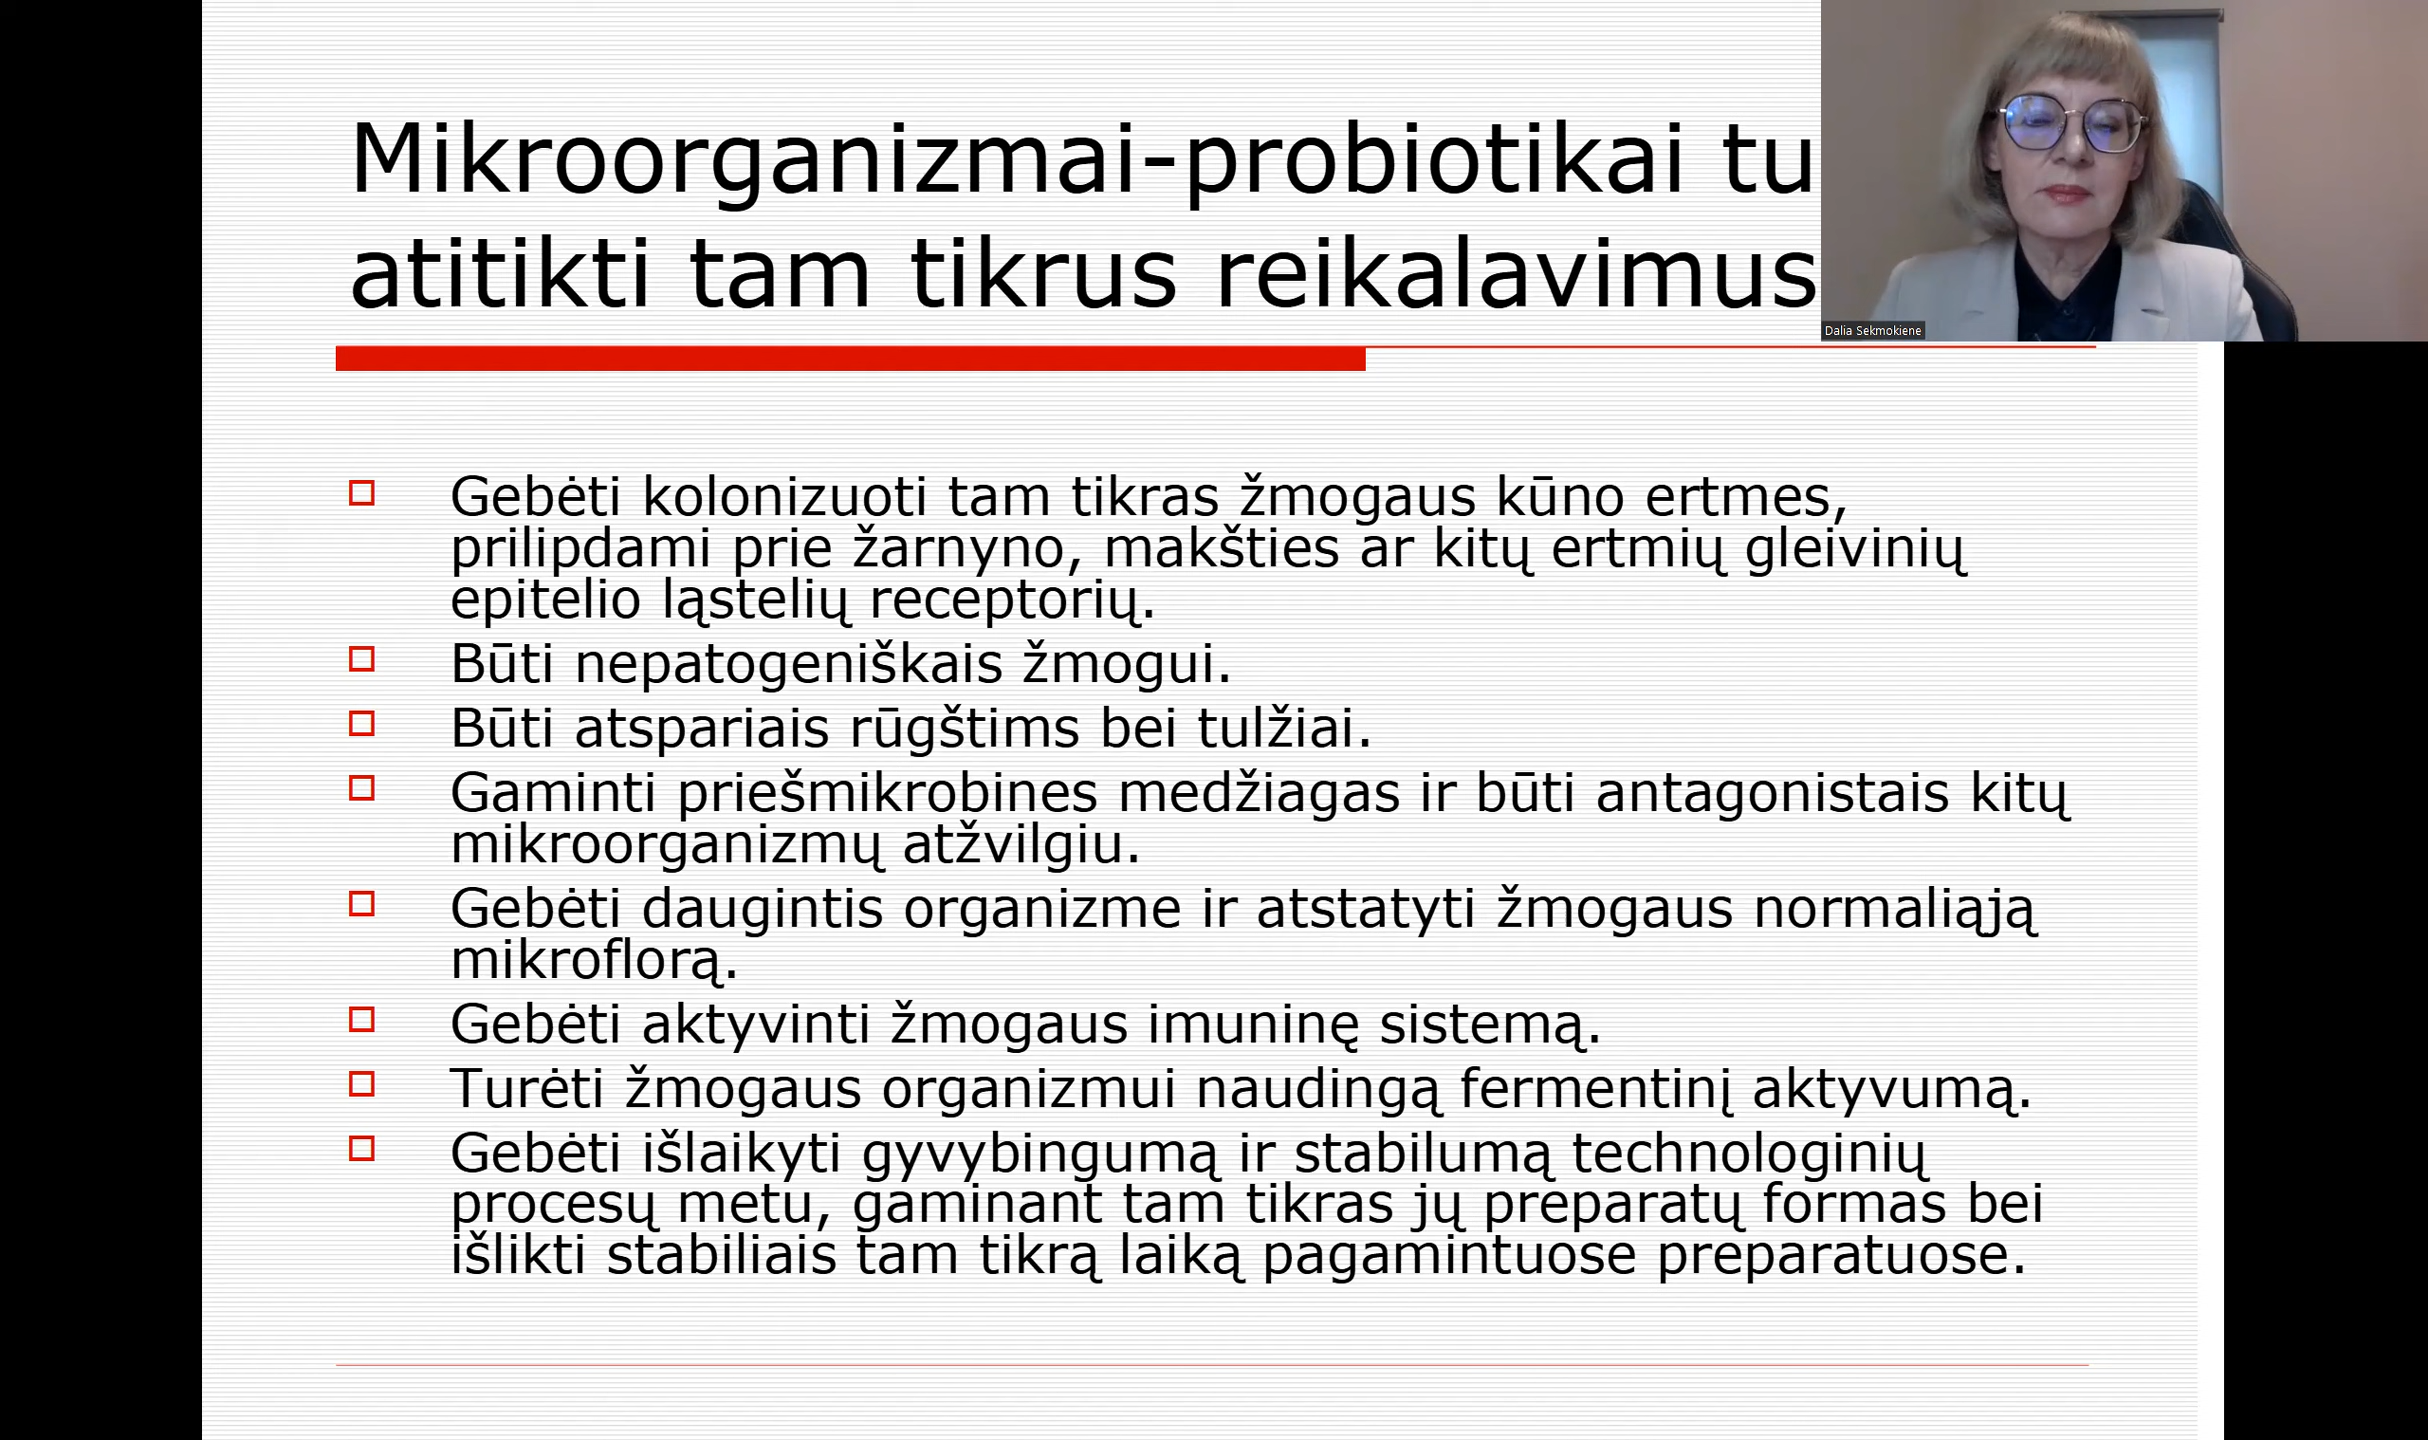 Mikroorganizmai-probiotikai
atitikti tam tikrus reikalavimus
Dalia Sekmokiene
Gebėti kolonizuoti tam tikras žmogaus kūno ertmes,
prilipdami prie žarnyno, makšties ar kitų ertmių gleivinių
epitelio ląstelių receptorių.
Būti nepatogeniškais žmogui.
Būti atspariais rūgštims bei tulžiai.
Gaminti priešmikrobines medžiagas ir būti antagonistais kitų
mikroorganizmų atžvilgiu.
Gebėti daugintis organizme ir atstatyti žmogaus normaliąją
mikroflorą.
Gebėti aktyvinti žmogaus imuninę sistemą.
Turėti žmogaus organizmui naudingą fermentinį aktyvumą.
Gebėti išlaikyti gyvybingumą ir stabilumą technologinių
procesų metu, gaminant tam tikras jų preparatų formas bei
išlikti stabiliais tam tikrą laiką pagamintuose preparatuose.